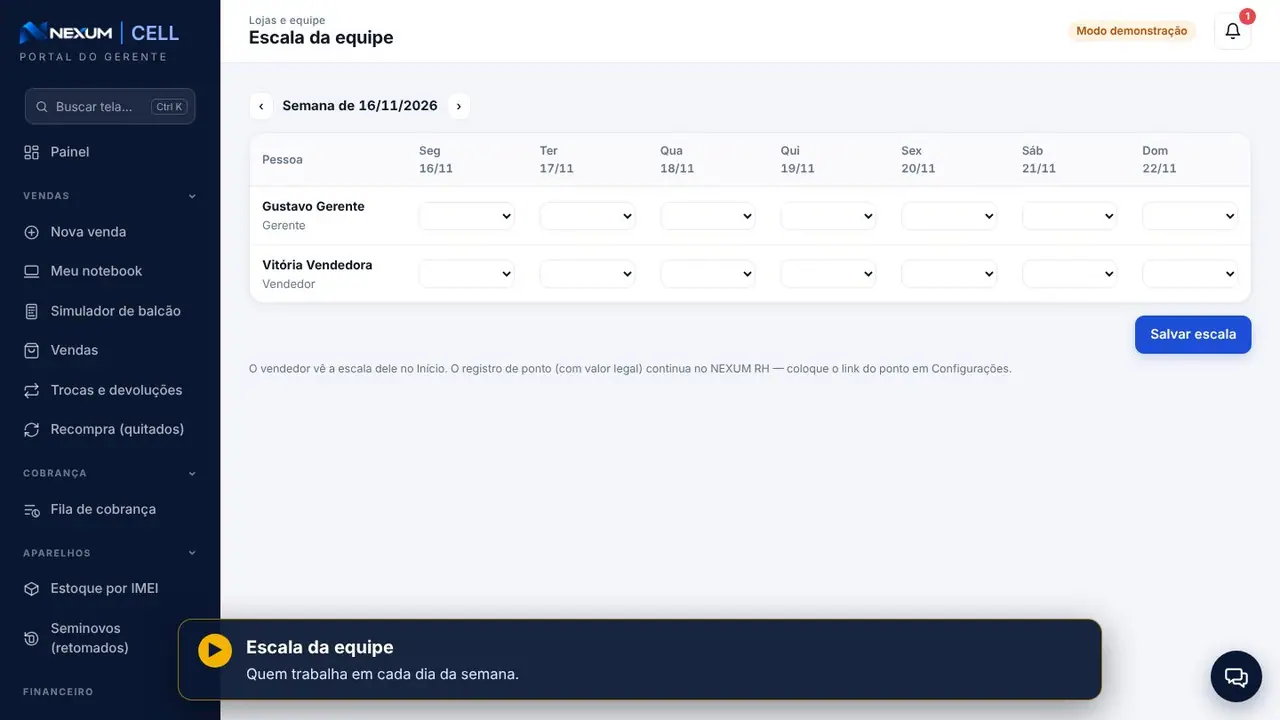 NEXUM | CELL
PORTAL DO GERENTE
Buscar tela... Ctrl K
Painel
VENDAS
Nova venda
Meu notebook
Simulador de balcão
Vendas
Trocas e devoluções
Recompra (quitados)
COBRANÇA
Fila de cobrança
APARELHOS
Estoque por IMEI
Seminovos
(retomados)
FINANCEIRO
Lojas e equipe
Escala da equipe
Modo demonstração
1
‹ Semana de 16/11/2026 ›
Pessoa
Seg Ter Qua Qui Sex Sáb Dom
16/11 17/11 18/11 19/11 20/11 21/11 22/11
Gustavo Gerente
Gerente
Vitória Vendedora
Vendedor
Salvar escala
O vendedor vê a escala dele no Início. O registro de ponto (com valor legal) continua no NEXUM RH — coloque o link do ponto em Configurações.
Escala da equipe
Quem trabalha em cada dia da semana.